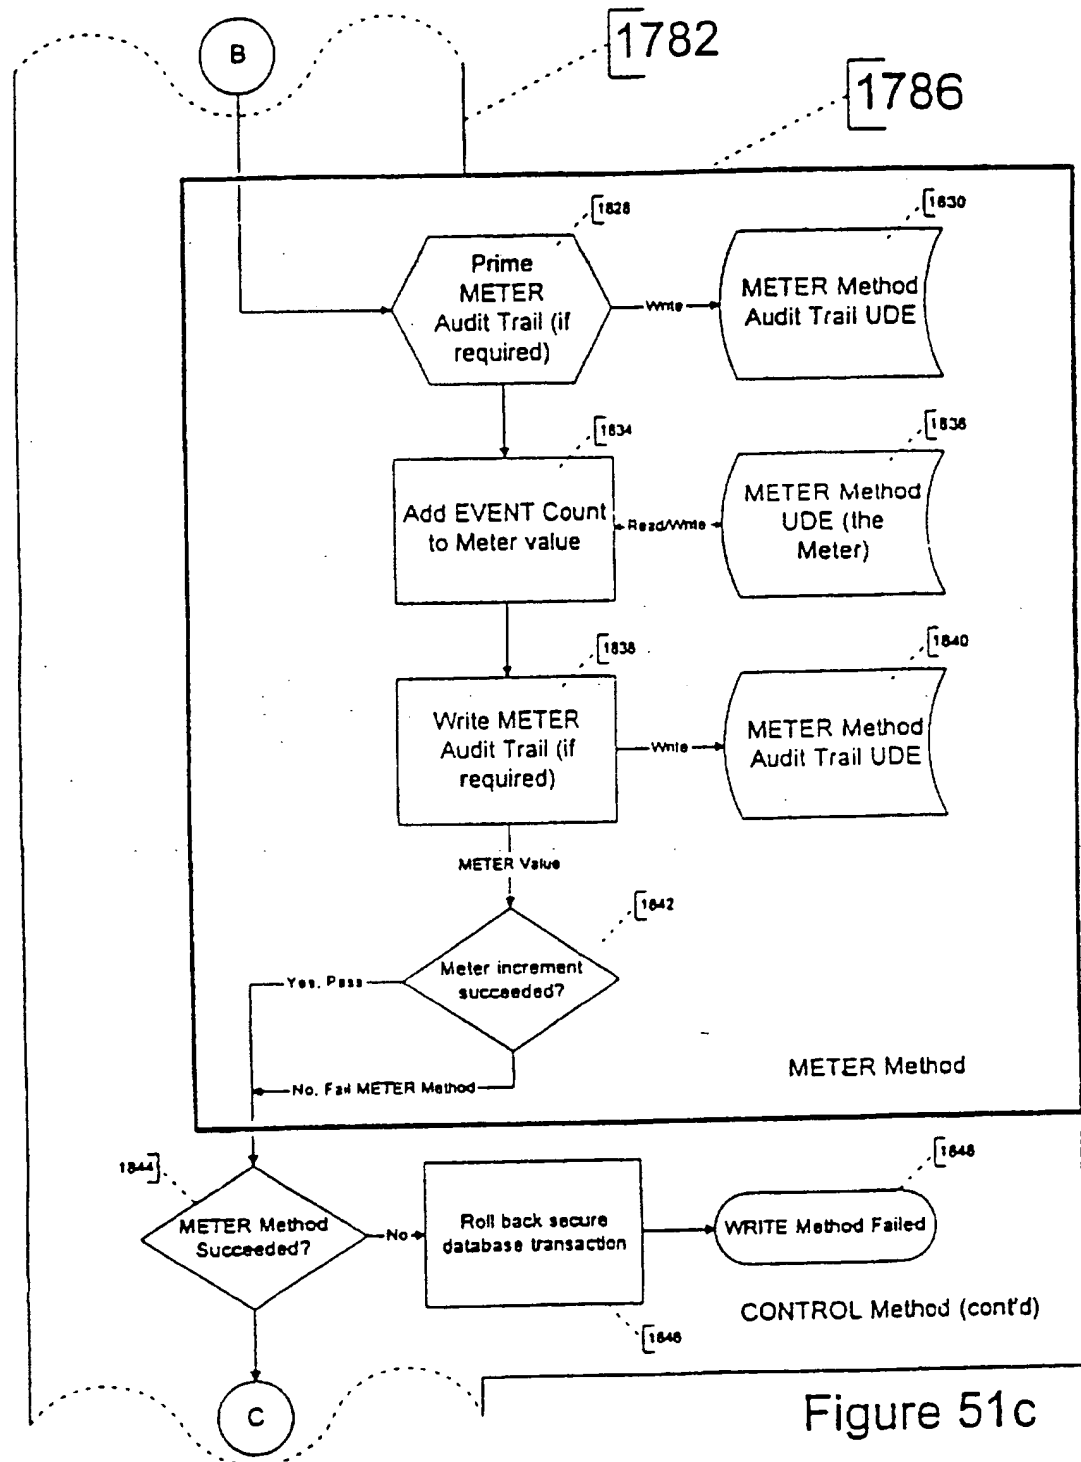 B
1782
1786
1828
Prime
METER
Audit Trail (if
required)
Write
1830
METER Method
Audit Trail UDE
1834
Add EVENT Count
to Meter value
Read/Write
1836
METER Method
UDE (the
Meter)
1838
Write METER
Audit Trail (if
required)
Write
1840
METER Method
Audit Trail UDE
METER Value
1842
Meter increment
succeeded?
Yes, Pass
No, Fail METER Method
METER Method
1844
METER Method
Succeeded?
No
Roll back secure
database transaction
1846
1848
WRITE Method Failed
CONTROL Method (cont'd)
C
Figure 51c